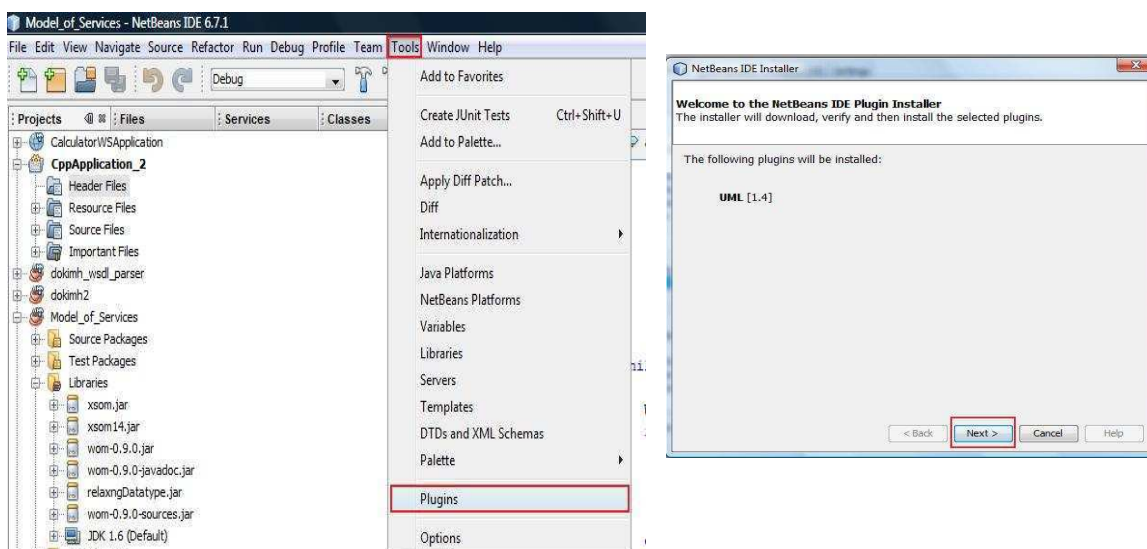 Model_of_Services - NetBeans IDE 6.7.1
File Edit View Navigate Source Refactor Run Debug Profile Team Tools Window Help
Debug
Projects Files Services Classes
CalculatorWSApplication
CppApplication_2
Header Files
Resource Files
Source Files
Important Files
dokimh_wsdl_parser
dokimh2
Model_of_Services
Source Packages
Test Packages
Libraries
xsom.jar
xsom14.jar
wom-0.9.0.jar
wom-0.9.0-javadoc.jar
relaxngDatatype.jar
wom-0.9.0-sources.jar
JDK 1.6 (Default)
Add to Favorites
Create JUnit Tests Ctrl+Shift+U
Add to Palette...
Apply Diff Patch...
Diff
Internationalization
Java Platforms
NetBeans Platforms
Variables
Libraries
Servers
Templates
DTDs and XML Schemas
Palette
Plugins
Options
NetBeans IDE Installer
Welcome to the NetBeans IDE Plugin Installer
The installer will download, verify and then install the selected plugins.
The following plugins will be installed:
UML [1.4]
< Back Next > Cancel Help